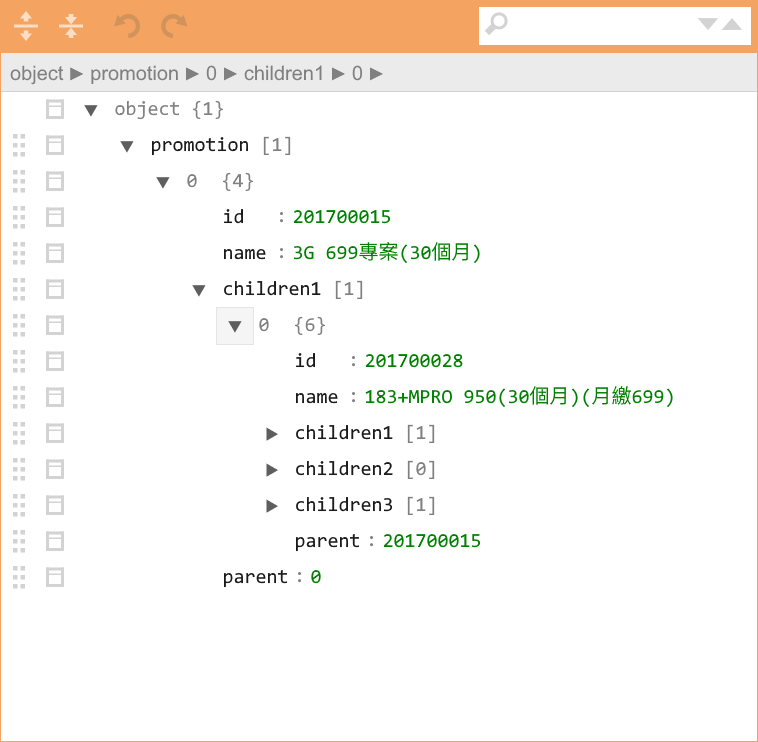 object ▶ promotion ▶ 0 ▶ children1 ▶ 0 ▶
object {1}
promotion [1]
0 {4}
id : 201700015
name : 3G 699專案(30個月)
children1 [1]
0 {6}
id : 201700028
name : 183+MPRO 950(30個月)(月繳699)
children1 [1]
children2 [0]
children3 [1]
parent : 201700015
parent : 0